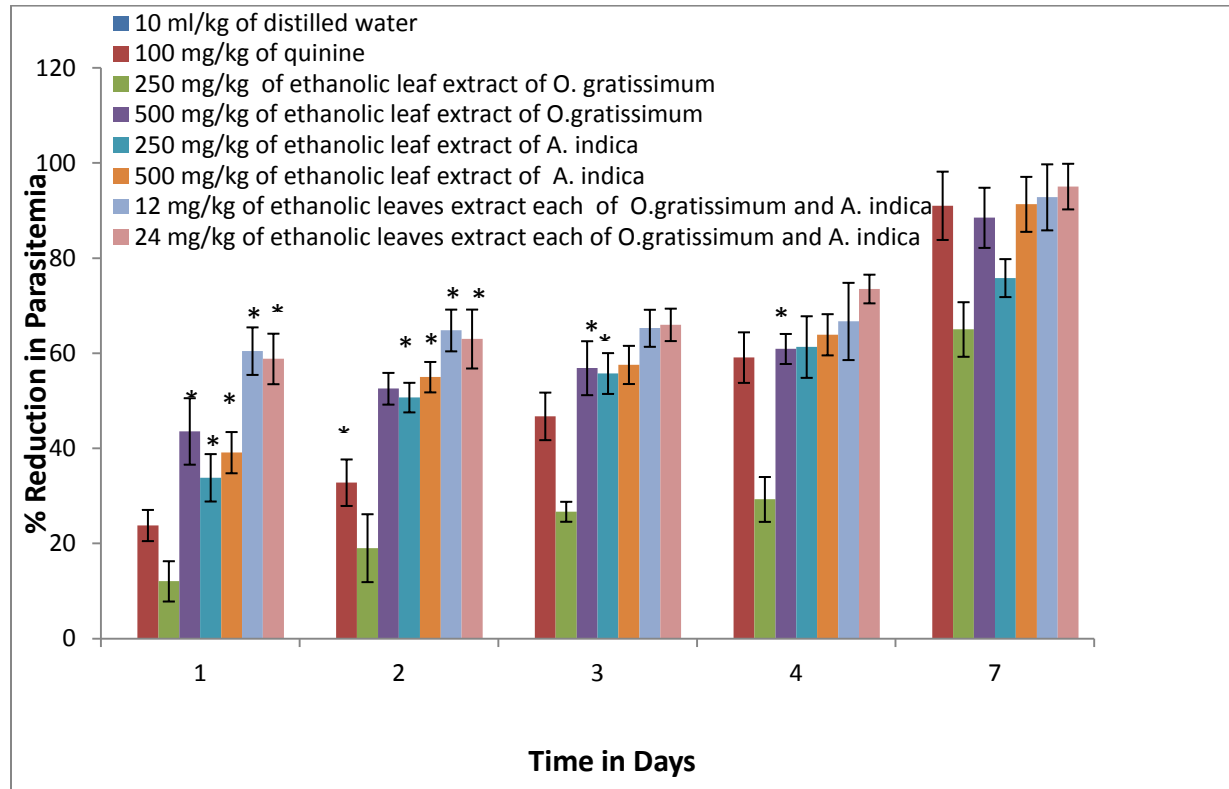 10 ml/kg of distilled water
100 mg/kg of quinine
250 mg/kg of ethanolic leaf extract of O. gratissimum
500 mg/kg of ethanolic leaf extract of O.gratissimum
250 mg/kg of ethanolic leaf extract of A. indica
500 mg/kg of ethanolic leaf extract of A. indica
12 mg/kg of ethanolic leaves extract each of O.gratissimum and A. indica
24 mg/kg of ethanolic leaves extract each of O.gratissimum and A. indica
% Reduction in Parasitemia
120
100
80
60
40
20
0
* * * * *
* * * * *
* *
*
1 2 3 4 7
Time in Days